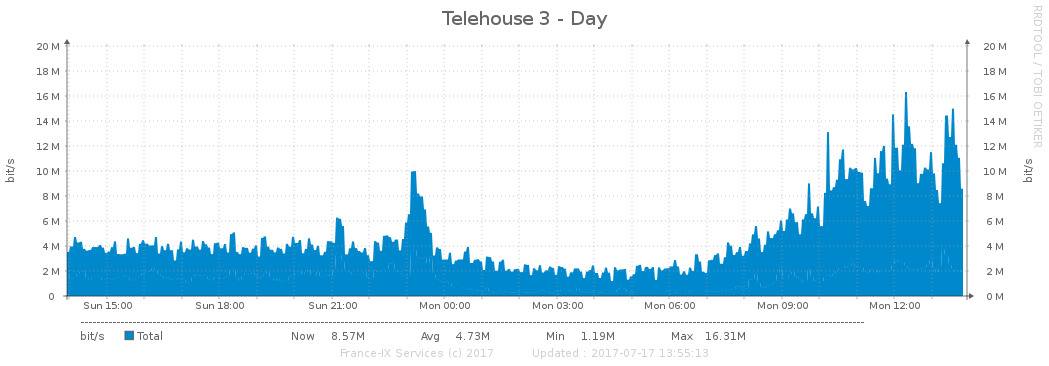 Telehouse 3 - Day
RRDTOOL / TOBI OETIKER
20 M 20 M
18 M 18 M
16 M 16 M
14 M 14 M
12 M 12 M
10 M 10 M
8 M 8 M
6 M 6 M
4 M 4 M
2 M 2 M
0 0 M
bit/s bit/s
Sun 15:00 Sun 18:00 Sun 21:00 Mon 00:00 Mon 03:00 Mon 06:00 Mon 09:00 Mon 12:00
bit/s Total Now 8.57M Avg 4.73M Min 1.19M Max 16.31M
France-IX Services (c) 2017 Updated : 2017-07-17 13:55:13